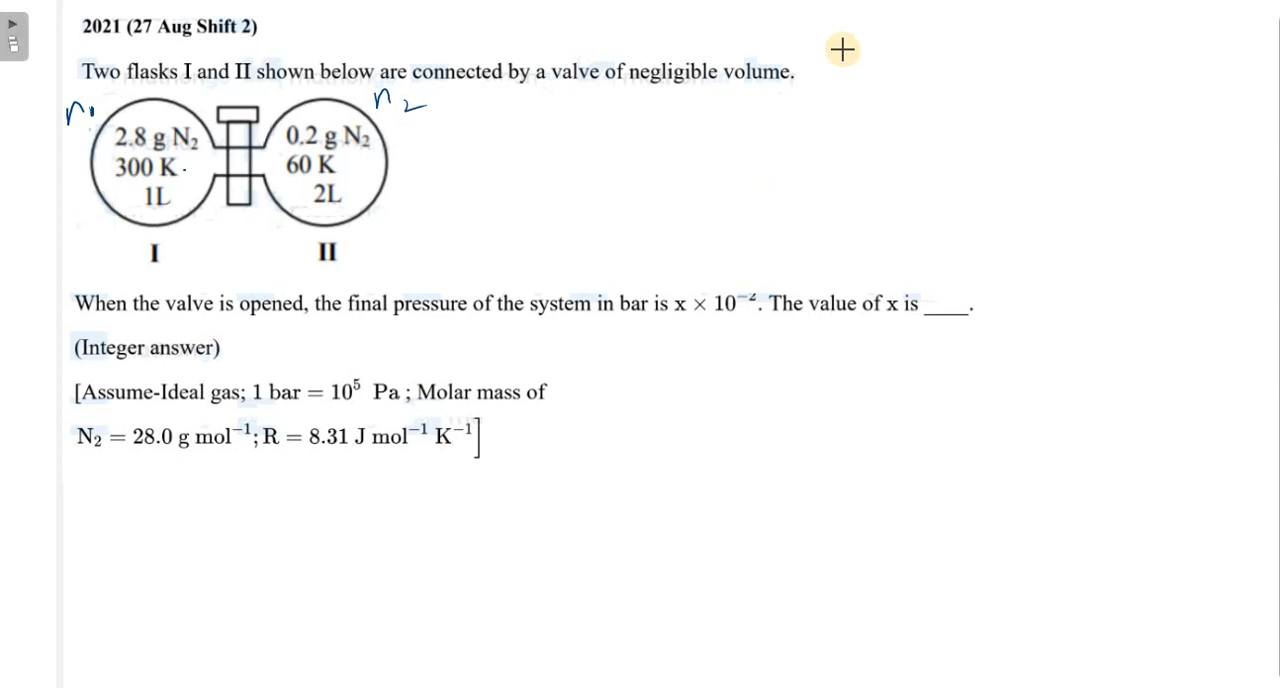 2021 (27 Aug Shift 2)
Two flasks I and II shown below are connected by a valve of negligible volume.
n₁ n₂
2.8 g N₂ 0.2 g N₂
300 K 60 K
1L 2L
I II
When the valve is opened, the final pressure of the system in bar is x × 10⁻². The value of x is ____.
(Integer answer)
[Assume-Ideal gas; 1 bar = 10⁵ Pa ; Molar mass of
N₂ = 28.0 g mol⁻¹; R = 8.31 J mol⁻¹ K⁻¹]